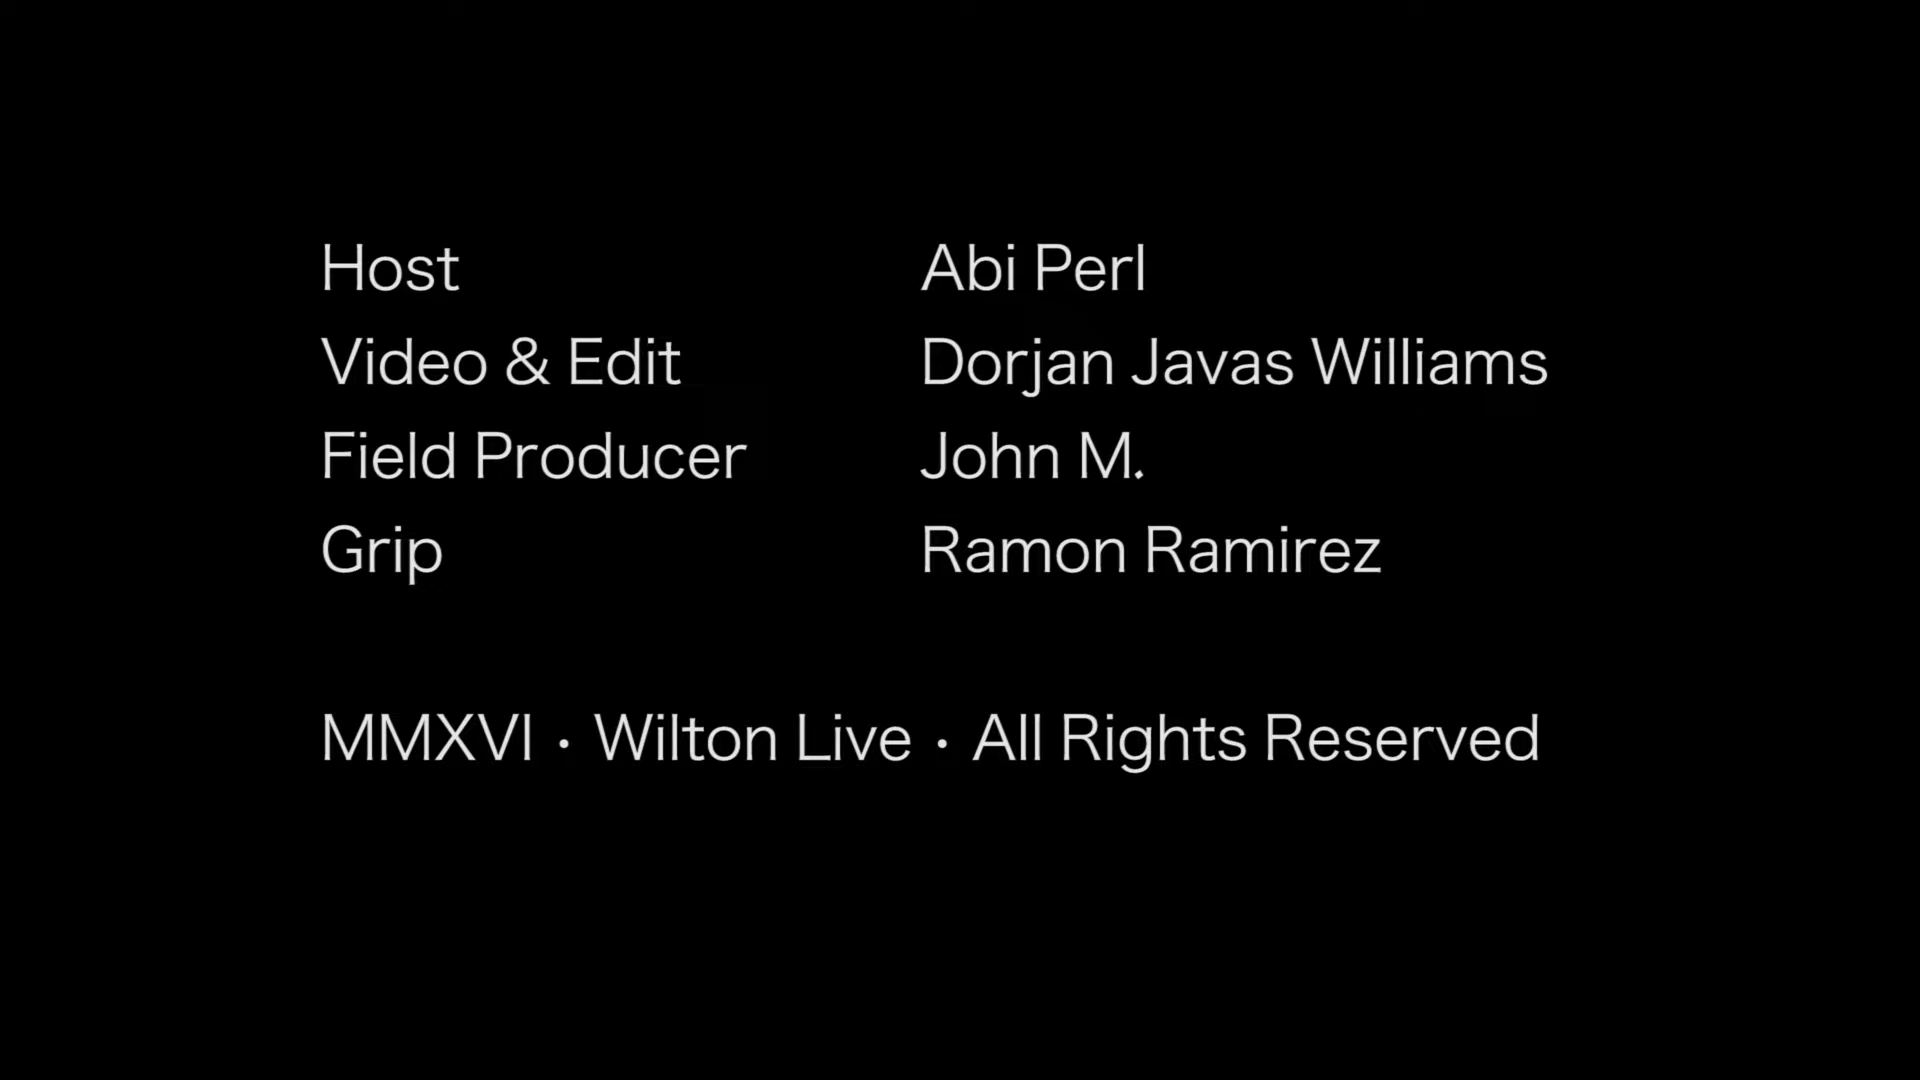 Host Abi Perl
Video & Edit Dorjan Javas Williams
Field Producer John M.
Grip Ramon Ramirez
MMXVI · Wilton Live · All Rights Reserved